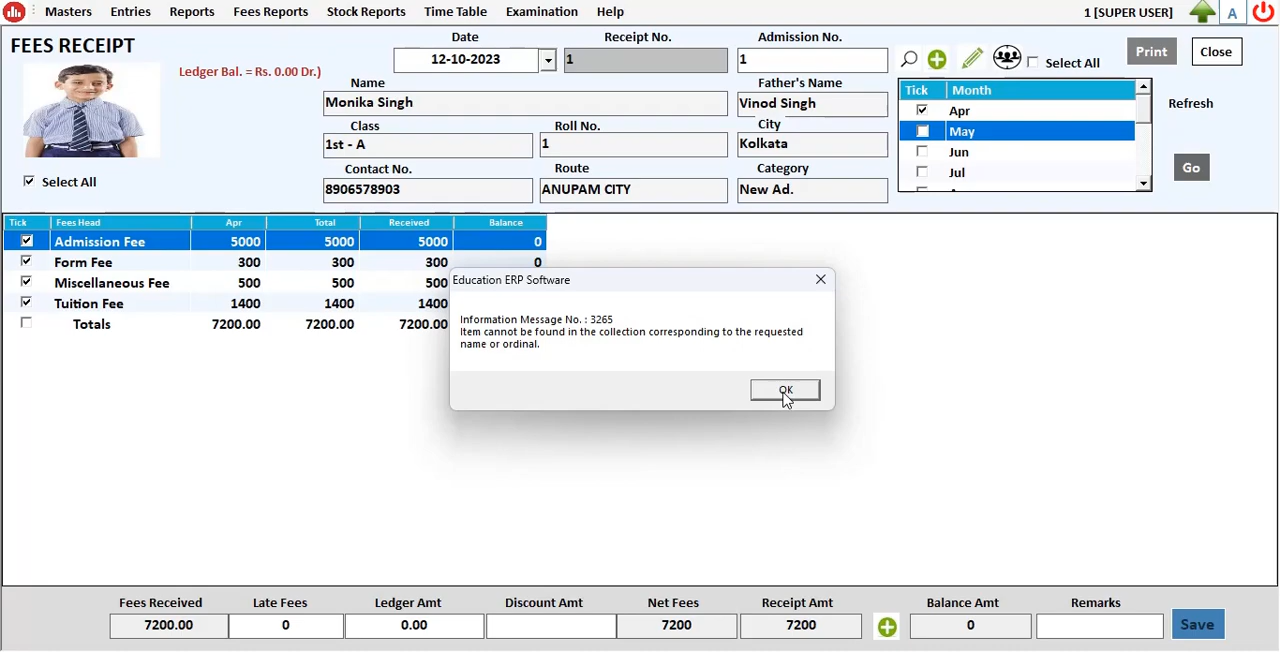 Masters Entries Reports Fees Reports Stock Reports Time Table Examination Help 1 [SUPER USER] A
FEES RECEIPT
Date Receipt No. Admission No.
12-10-2023 1 1
Select All
Print Close
Ledger Bal. = Rs. 0.00 Dr.)
Name Father's Name
Monika Singh Vinod Singh
Tick Month
Apr
May
Jun
Jul
Refresh
Go
Class Roll No. City
1st - A 1 Kolkata
Contact No. Route Category
8906578903 ANUPAM CITY New Ad.
Select All
Tick Fees Head Apr Total Received Balance
Admission Fee 5000 5000 5000 0
Form Fee 300 300 300 0
Miscellaneous Fee 500 500 500
Tuition Fee 1400 1400 1400
Totals 7200.00 7200.00 7200.00
Education ERP Software
Information Message No. : 3265
Item cannot be found in the collection corresponding to the requested
name or ordinal.
OK
Fees Received Late Fees Ledger Amt Discount Amt Net Fees Receipt Amt Balance Amt Remarks
7200.00 0 0.00 7200 7200 0 Save